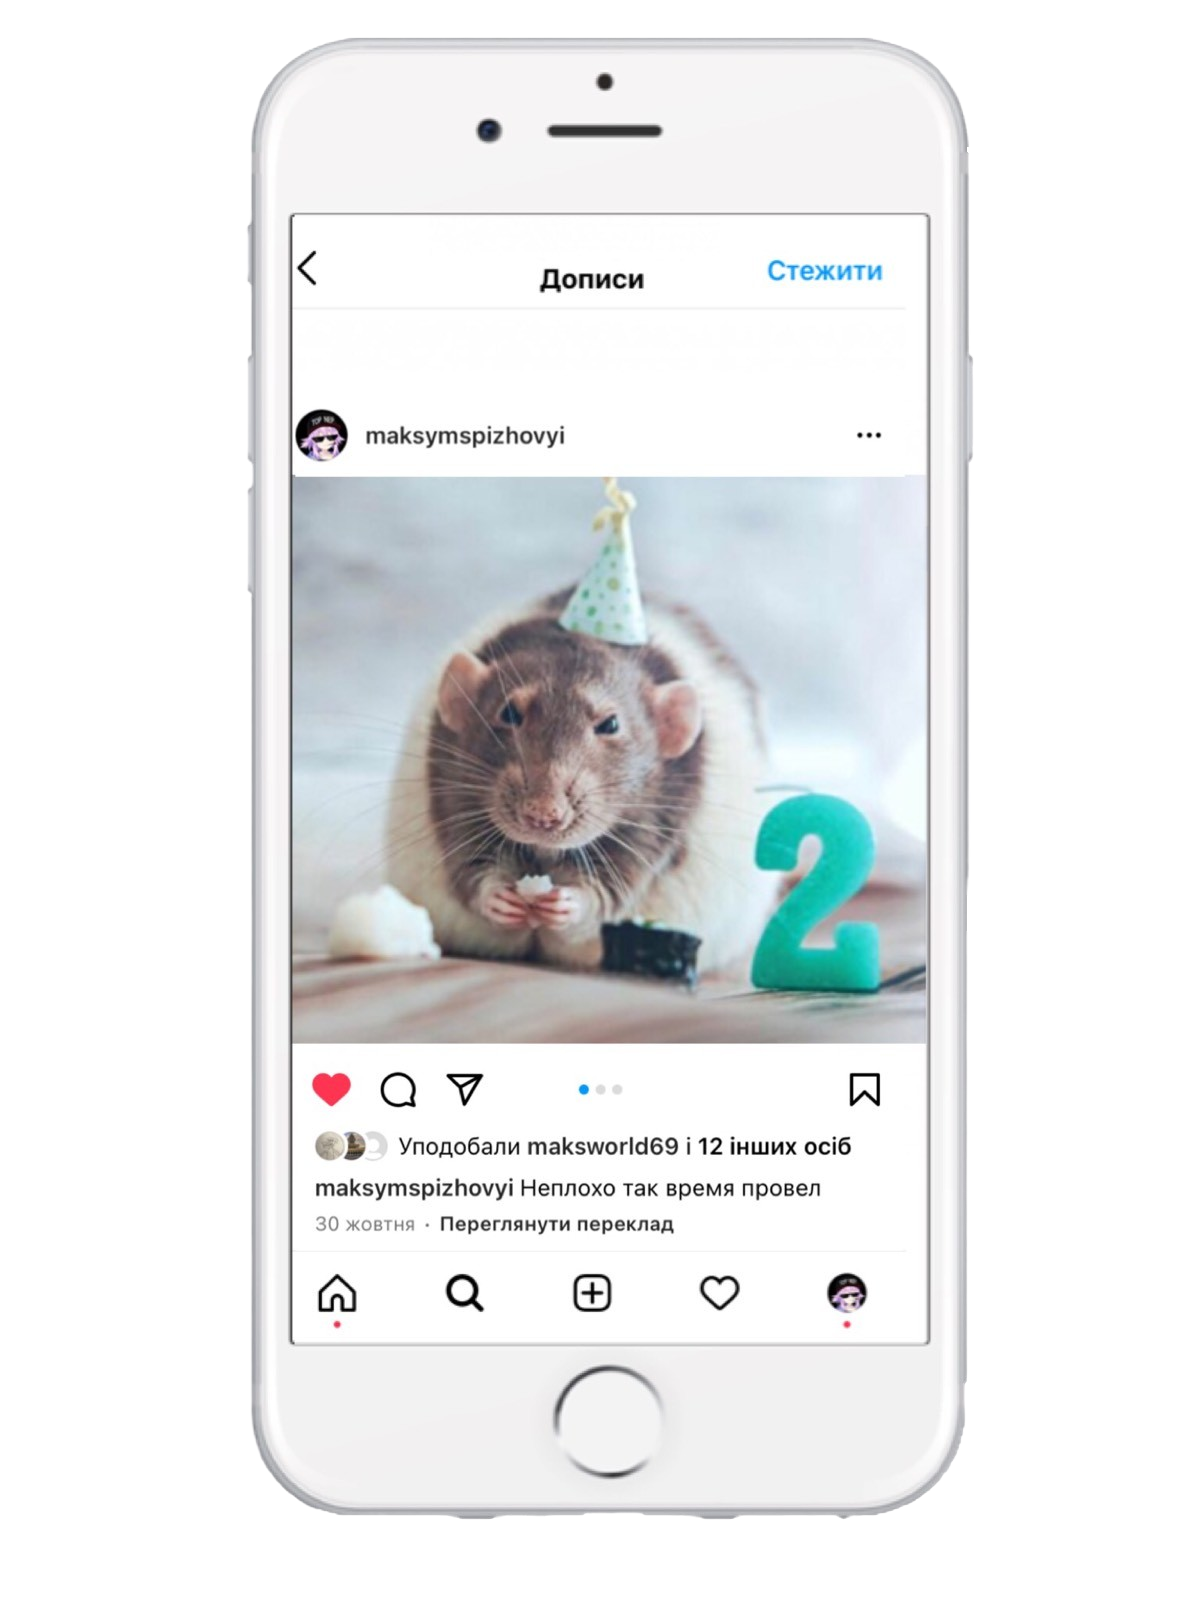 Дописи
Стежити
maksymspizhovyi
2
Уподобали maksworld69 і 12 інших осіб
maksymspizhovyi Неплохо так время провел
30 жовтня · Переглянути переклад